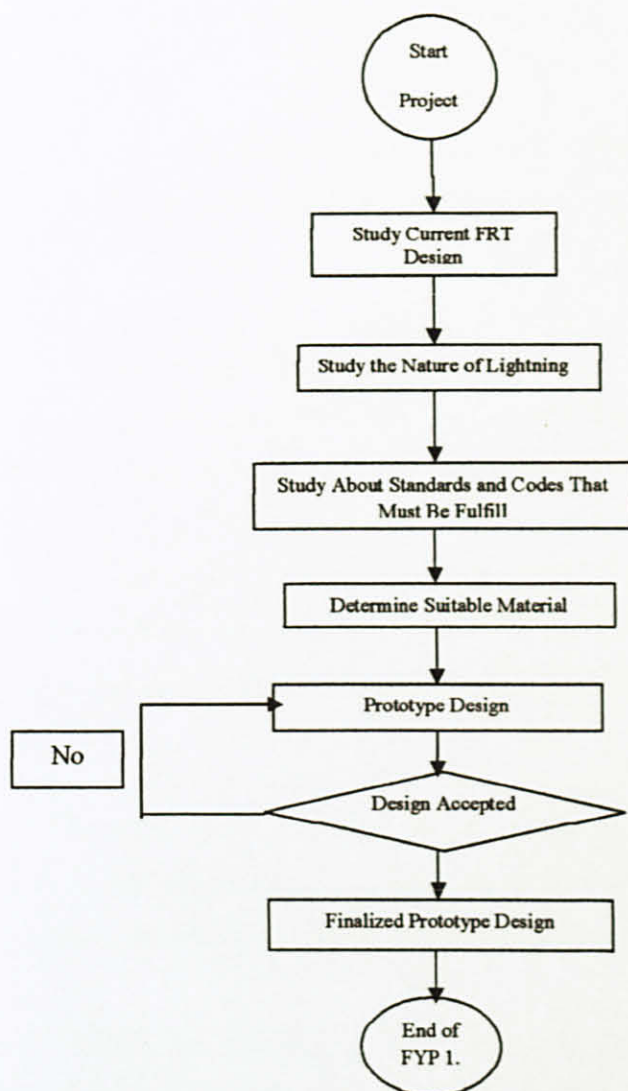 Start
Project
Study Current FRT
Design
Study the Nature of Lightning
Study About Standards and Codes That
Must Be Fulfill
Determine Suitable Material
Prototype Design
No
Design Accepted
Finalized Prototype Design
End of
FYP 1.